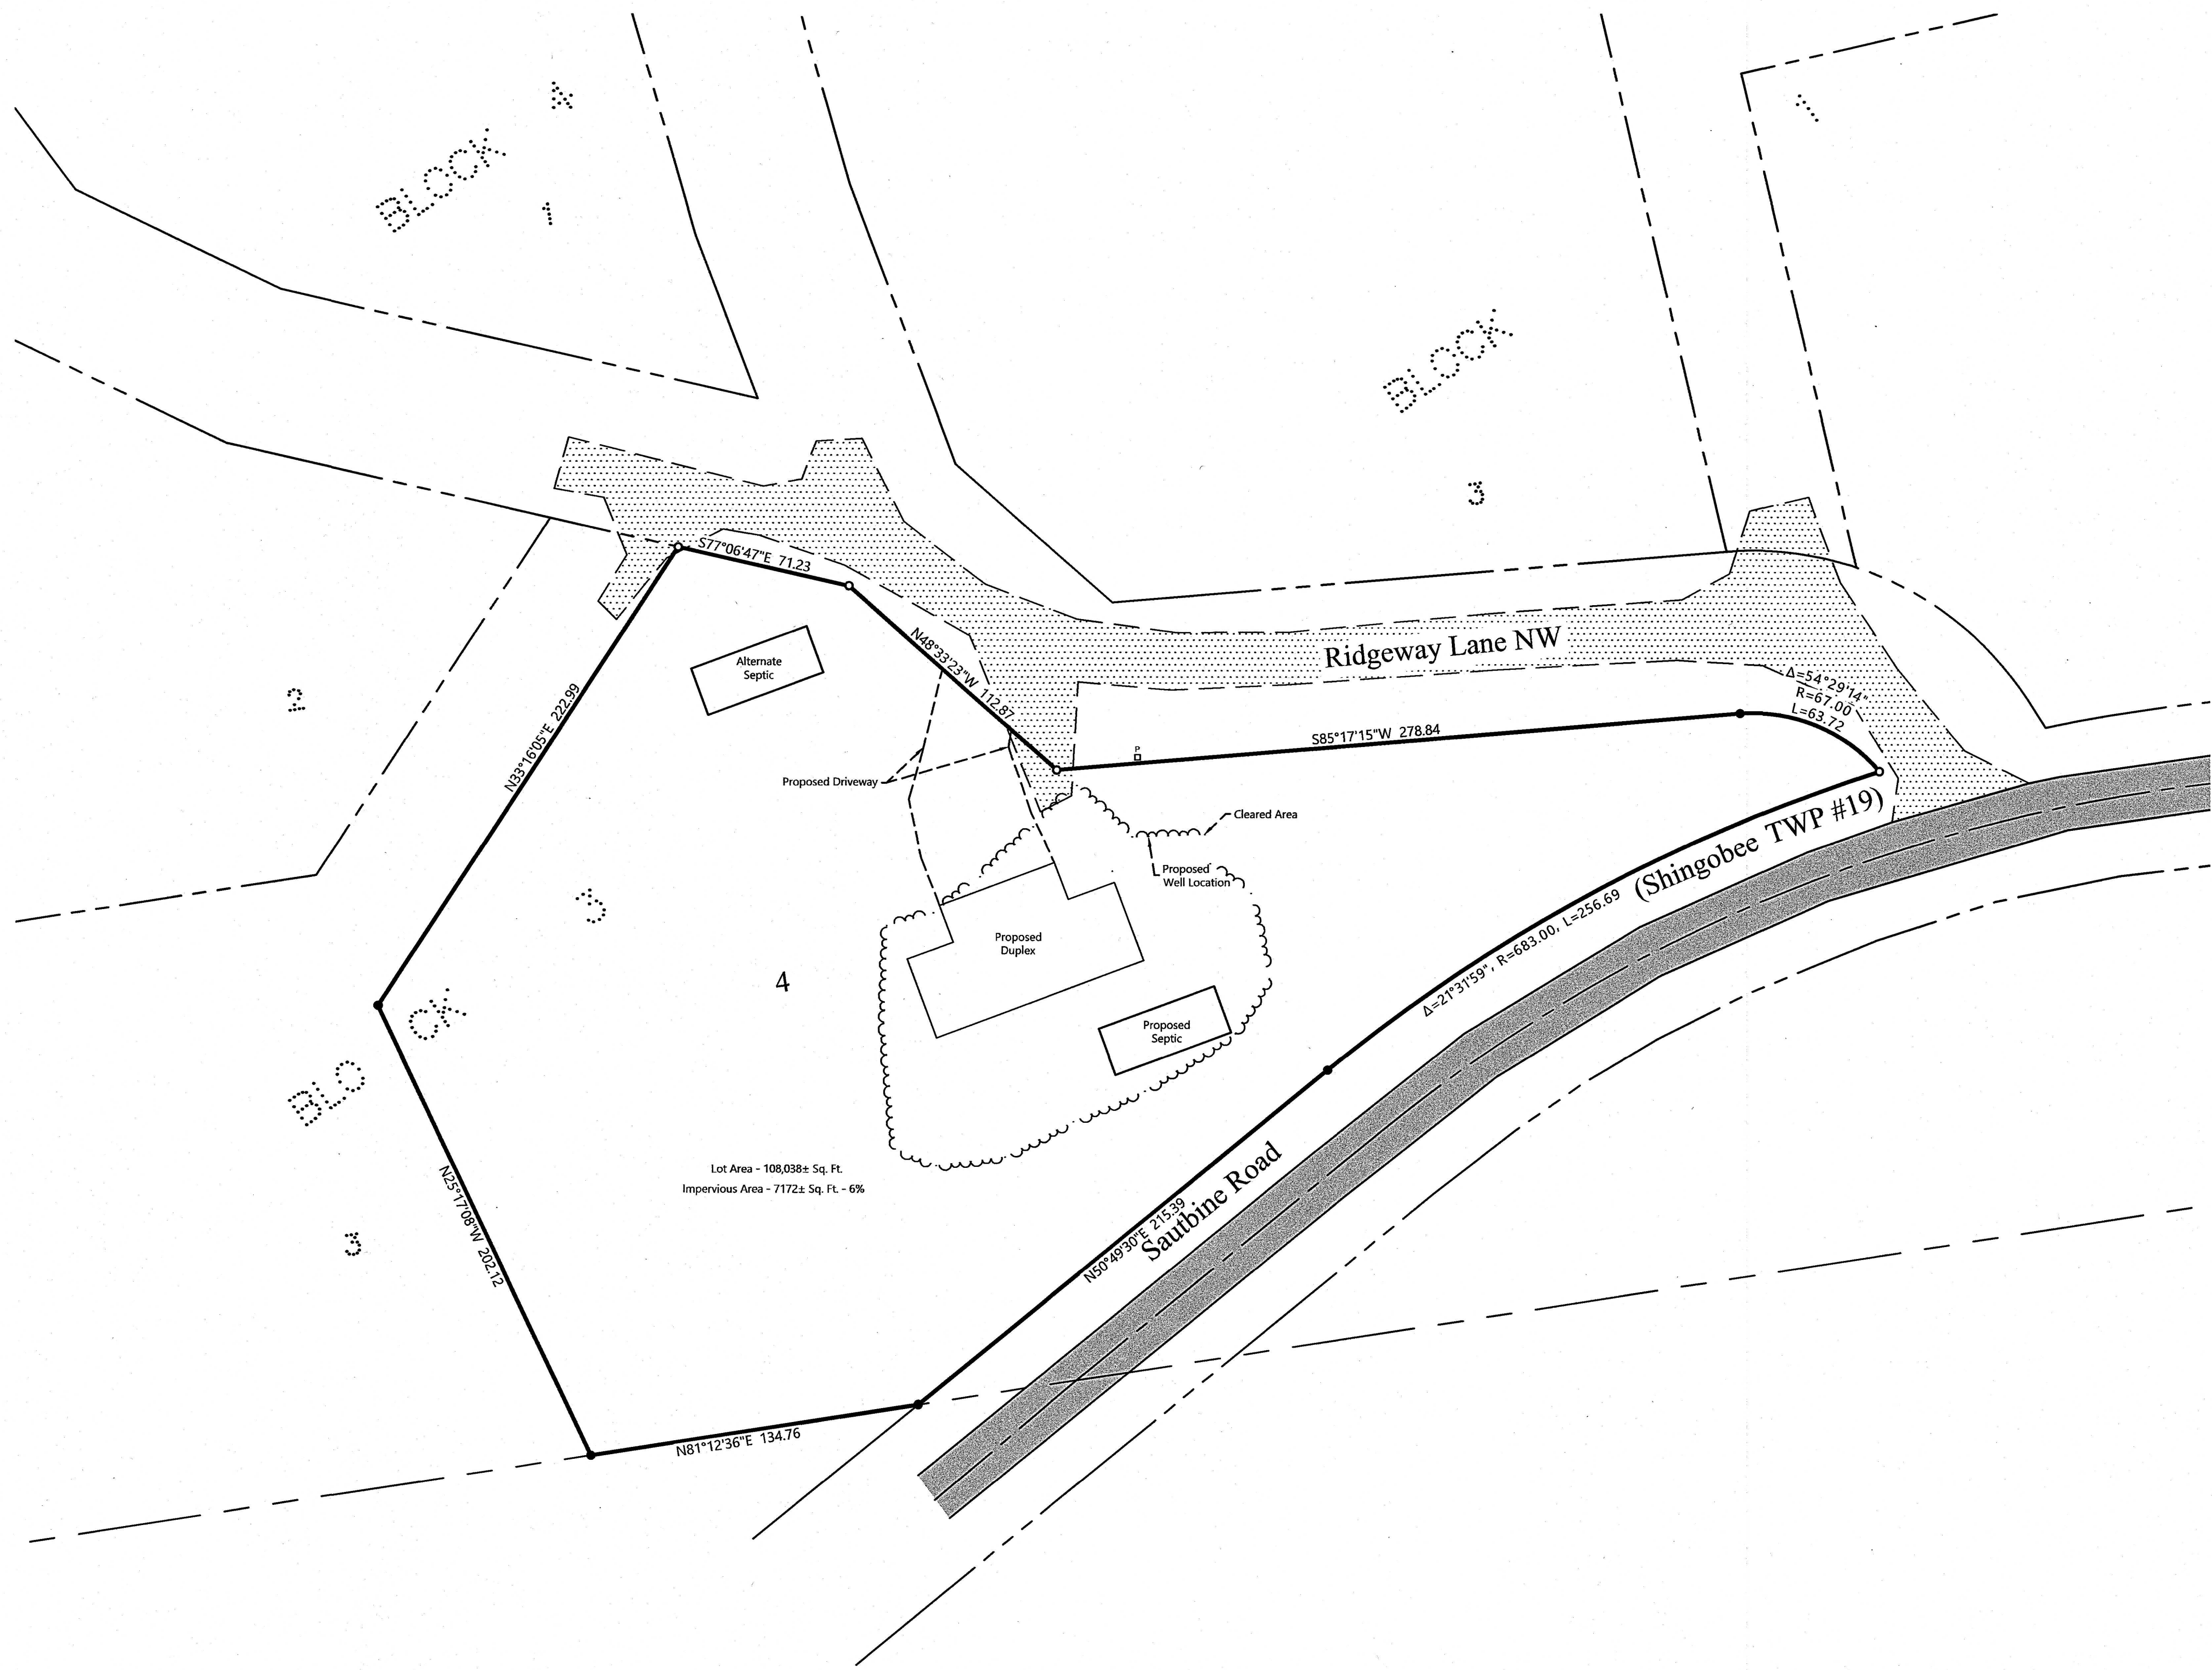 4
BLOCK
1
1
BLOCK
3
S77°06'47"E 71.23
Ridgeway Lane NW
Alternate
Septic
N48°33'23"W 112.87
2
N33°16'05"E 222.99
Δ=54°29'14"
R=67.00
L=63.72
P
S85°17'15"W 278.84
Proposed Driveway
Cleared Area
(Shingobee TWP #19)
Proposed
Well Location
3
Proposed
Duplex
Δ=21°31'59", R=683.00, L=256.69
4
BLOCK
Proposed
Septic
Lot Area - 108,038± Sq. Ft.
Impervious Area - 7172± Sq. Ft. - 6%
N25°17'08"W 202.12
3
Sautbine Road
N50°49'30"E 215.39
N81°12'36"E 134.76